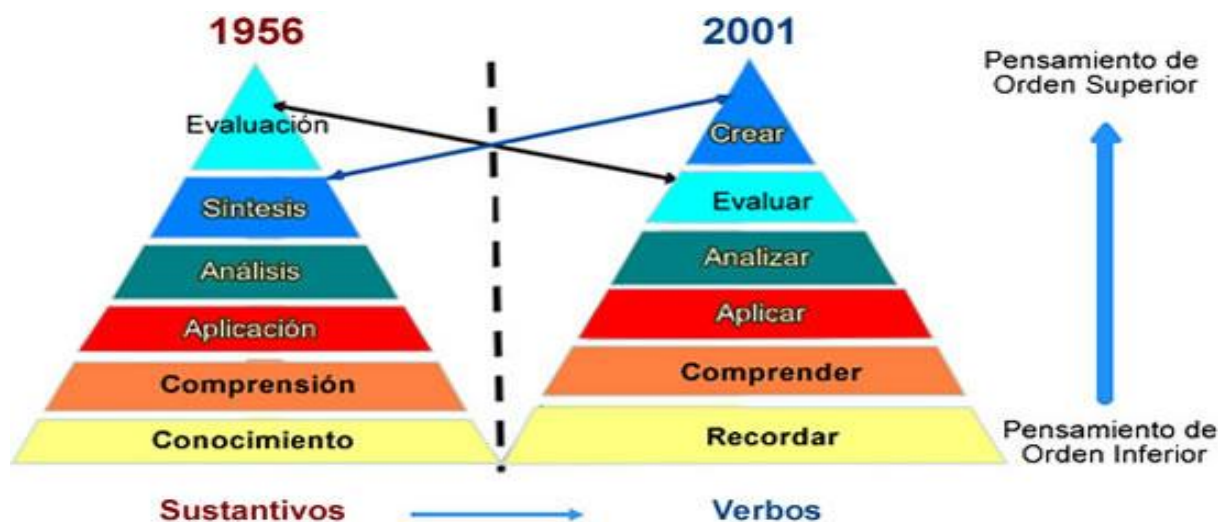 1956
Evaluación
Síntesis
Análisis
Aplicación
Comprensión
Conocimiento
Sustantivos
2001
Crear
Evaluar
Analizar
Aplicar
Comprender
Recordar
Verbos
Pensamiento de
Orden Superior
Pensamiento de
Orden Inferior